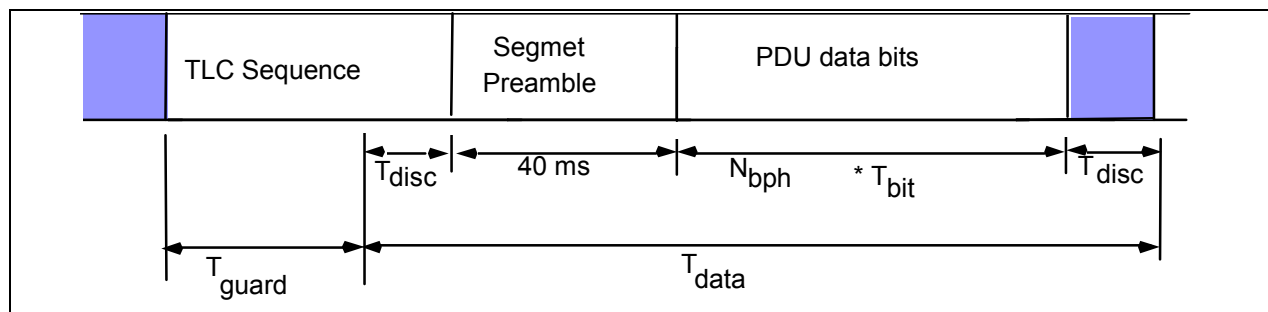 TLC Sequence
Segmet
Preamble
PDU data bits
Tdisc
40 ms
Nbph * Tbit
Tdisc
Tguard
Tdata